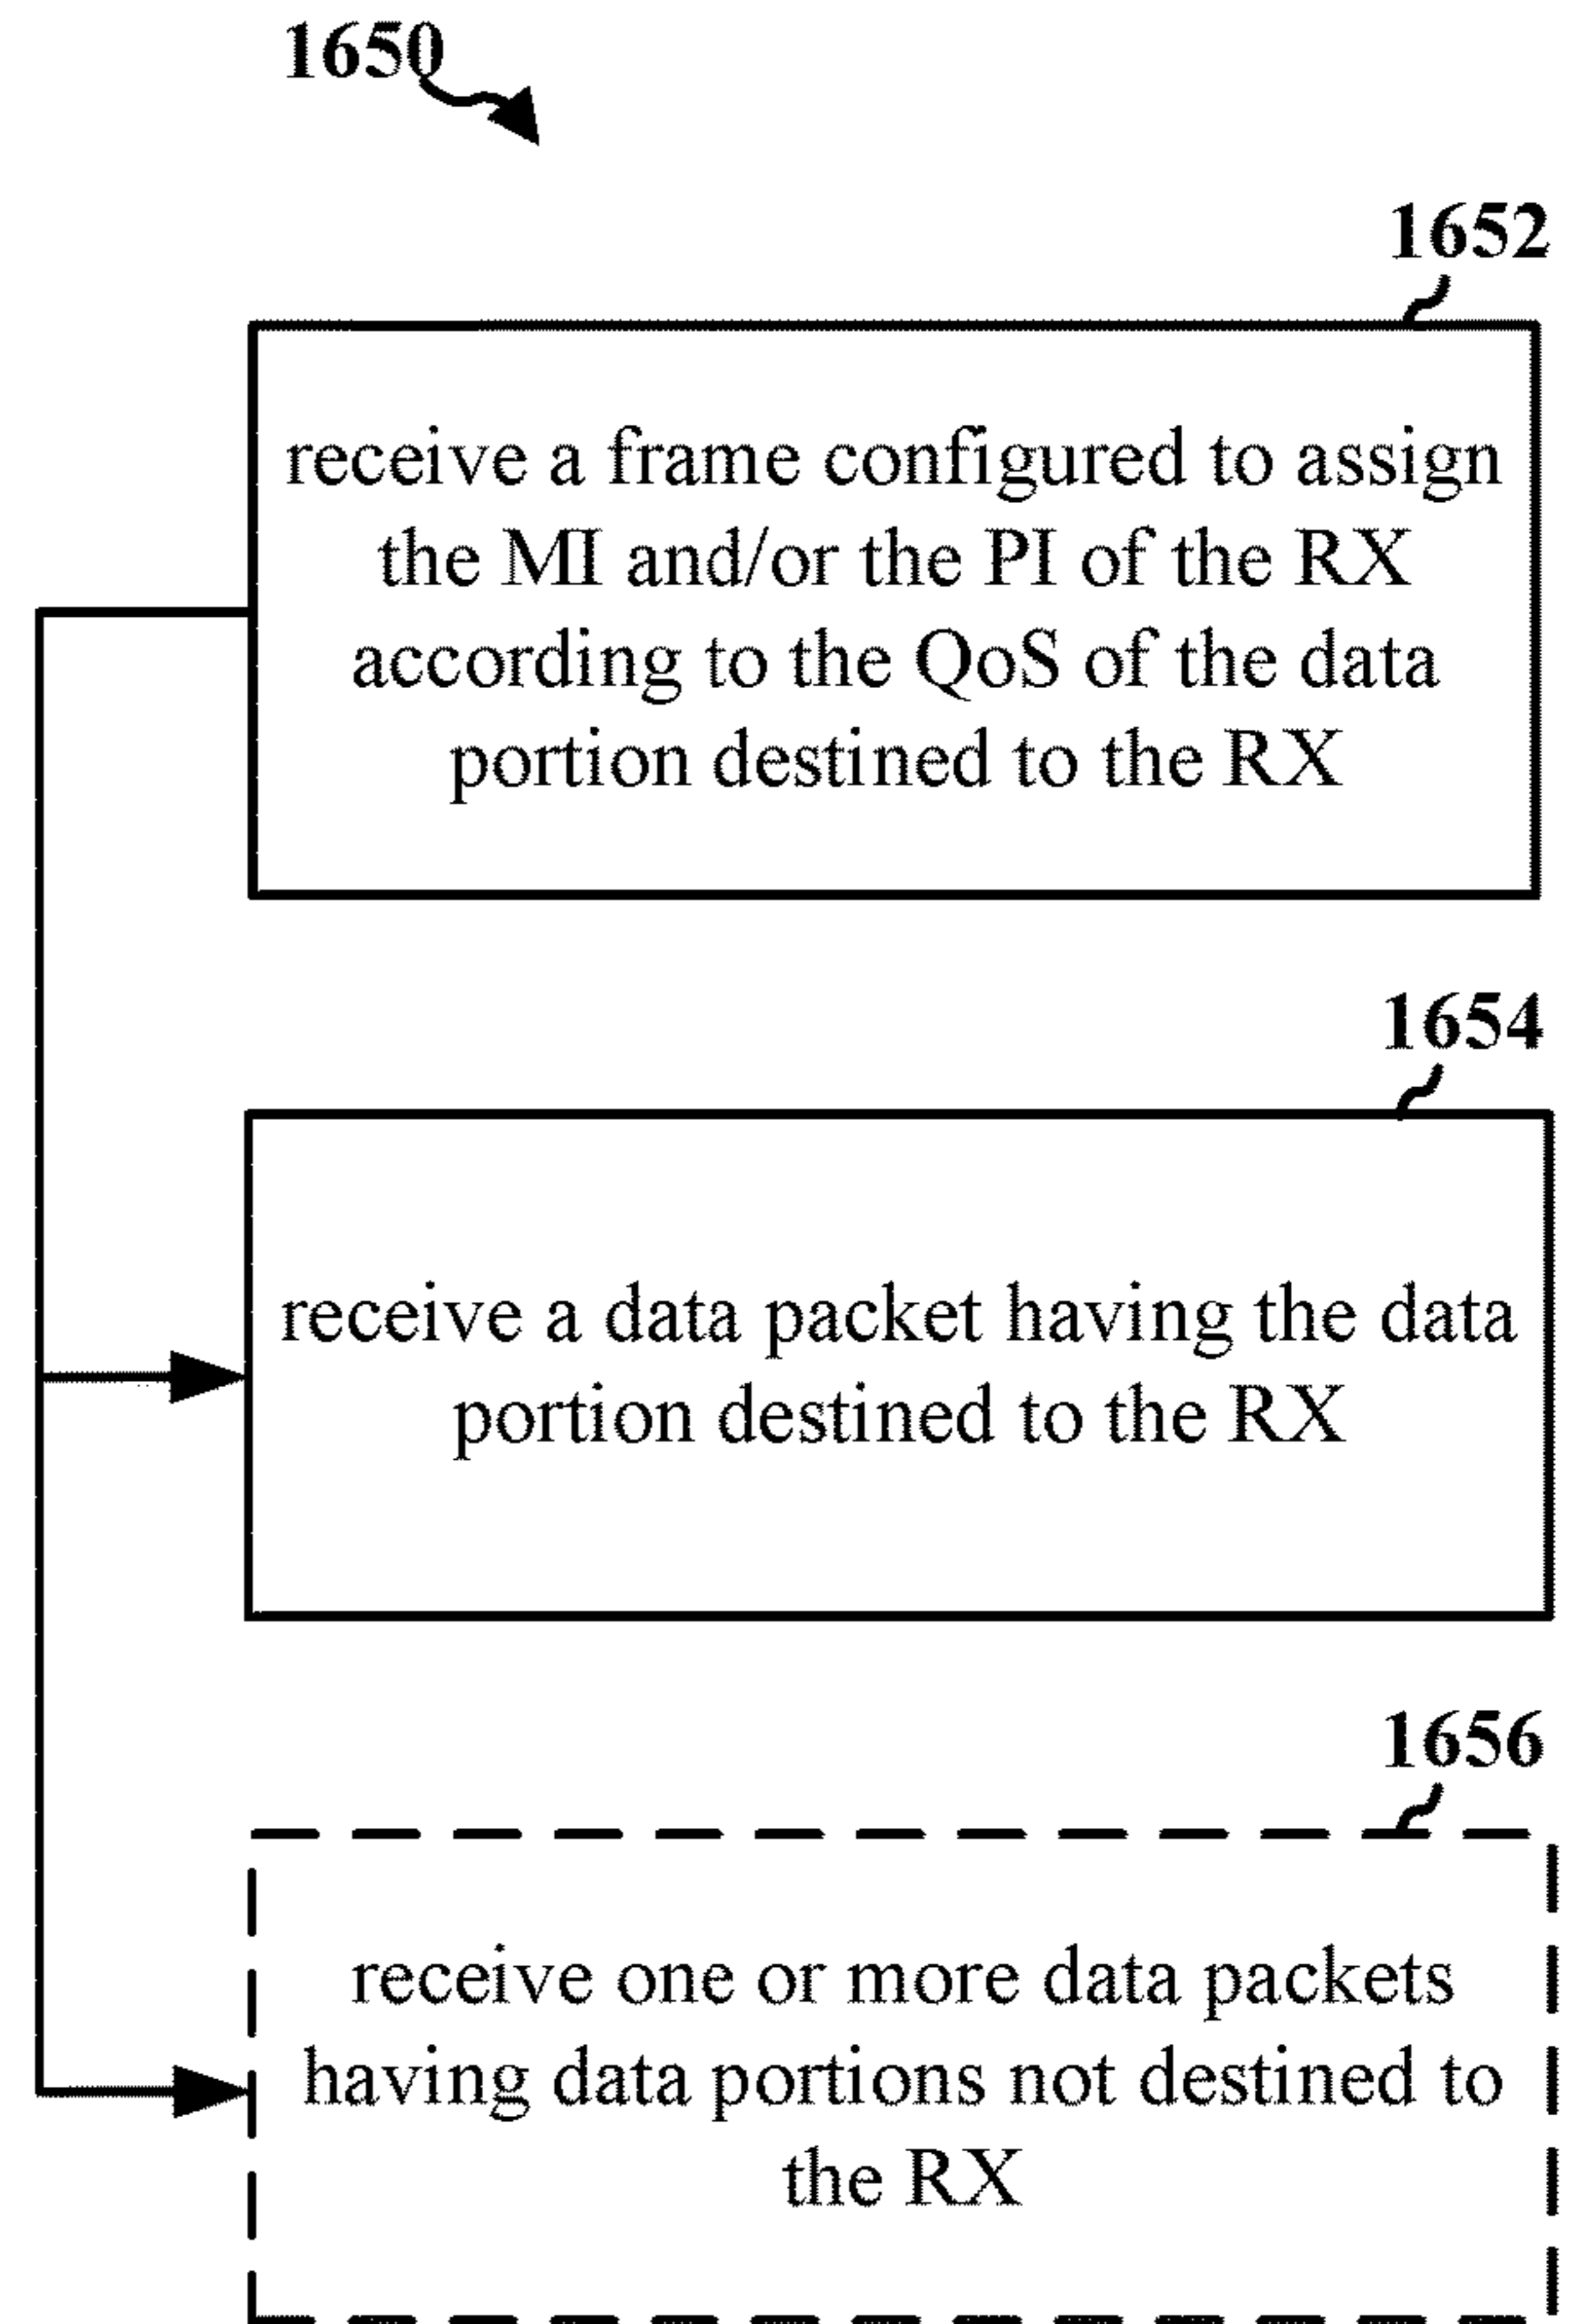 1650
1652
receive a frame configured to assign
the MI and/or the PI of the RX
according to the QoS of the data
portion destined to the RX
1654
receive a data packet having the data
portion destined to the RX
1656
receive one or more data packets
having data portions not destined to
the RX